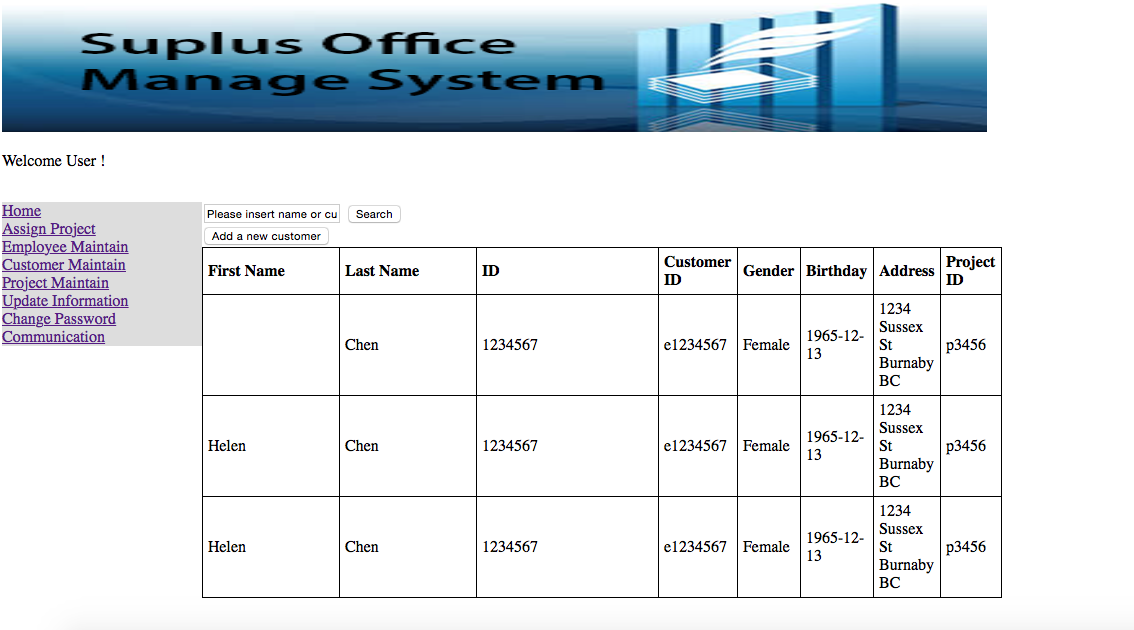 Suplus Office
Manage System
Welcome User !
Home
Assign Project
Employee Maintain
Customer Maintain
Project Maintain
Update Information
Change Password
Communication
Please insert name or cu Search
Add a new customer
First Name Last Name ID Customer ID Gender Birthday Address Project ID
Chen 1234567 e1234567 Female 1965-12-13 1234 Sussex St Burnaby BC p3456
Helen Chen 1234567 e1234567 Female 1965-12-13 1234 Sussex St Burnaby BC p3456
Helen Chen 1234567 e1234567 Female 1965-12-13 1234 Sussex St Burnaby BC p3456